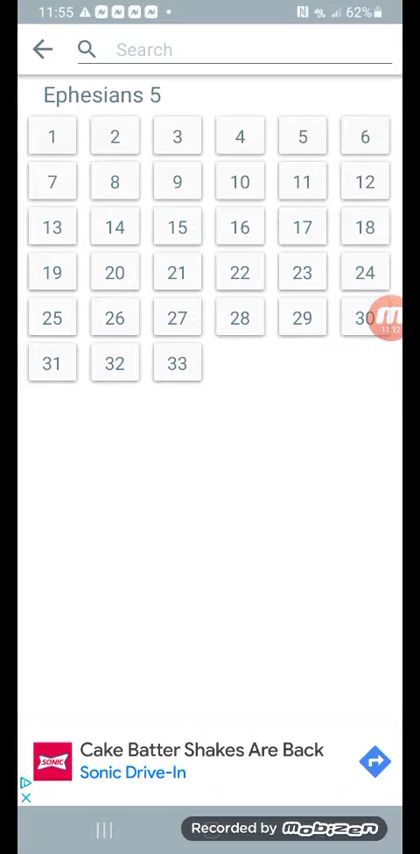 11:55 62%
Search
Ephesians 5
1 2 3 4 5 6
7 8 9 10 11 12
13 14 15 16 17 18
19 20 21 22 23 24
25 26 27 28 29 30
11:12
31 32 33
Cake Batter Shakes Are Back
SONIC
Sonic Drive-In
Recorded by mobizen